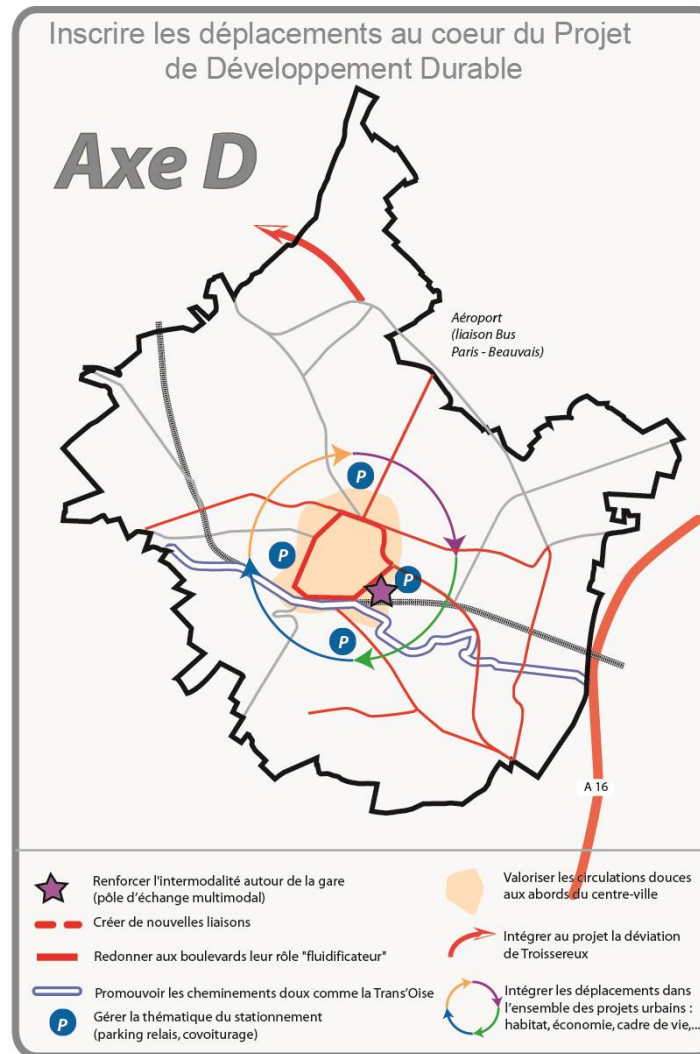 Inscrire les déplacements au coeur du Projet
de Développement Durable
Axe D
Aéroport
(liaison Bus
Paris - Beauvais)
P
P
P
P
A 16
Renforcer l'intermodalité autour de la gare
(pôle d'échange multimodal)
Créer de nouvelles liaisons
Redonner aux boulevards leur rôle "fluidificateur"
Promouvoir les cheminements doux comme la Trans'Oise
P
Gérer la thématique du stationnement
(parking relais, covoiturage)
Valoriser les circulations douces
aux abords du centre-ville
Intégrer au projet la déviation
de Troissereux
Intégrer les déplacements dans
l'ensemble des projets urbains :
habitat, économie, cadre de vie,...